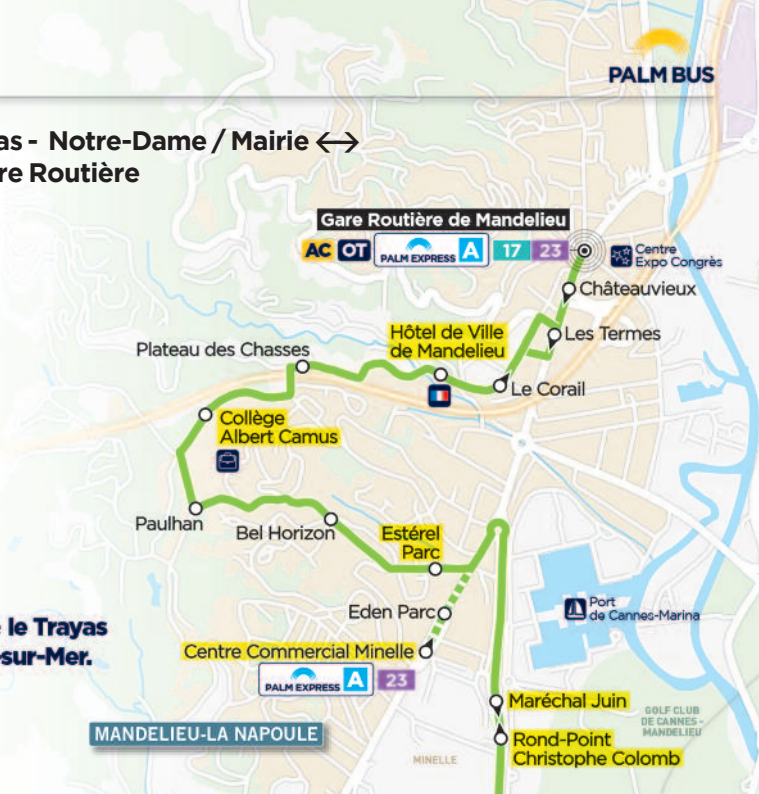 PALM BUS
as - Notre-Dame / Mairie ↔
re Routière
Gare Routière de Mandelieu
AC OT PALM EXPRESS A 17 23
Centre
Expo Congrès
Châteauvieux
Hôtel de Ville
de Mandelieu
Les Termes
Plateau des Chasses
Le Corail
Collège
Albert Camus
Paulhan
Bel Horizon
Estérel
Parc
Eden Parc
Port
de Cannes-Marina
le Trayas
-sur-Mer.
Centre Commercial Minelle
PALM EXPRESS A 23
Maréchal Juin
GOLF CLUB
DE CANNES -
MANDELIEU
MANDELIEU-LA NAPOULE
Rond-Point
Christophe Colomb
MINELLE